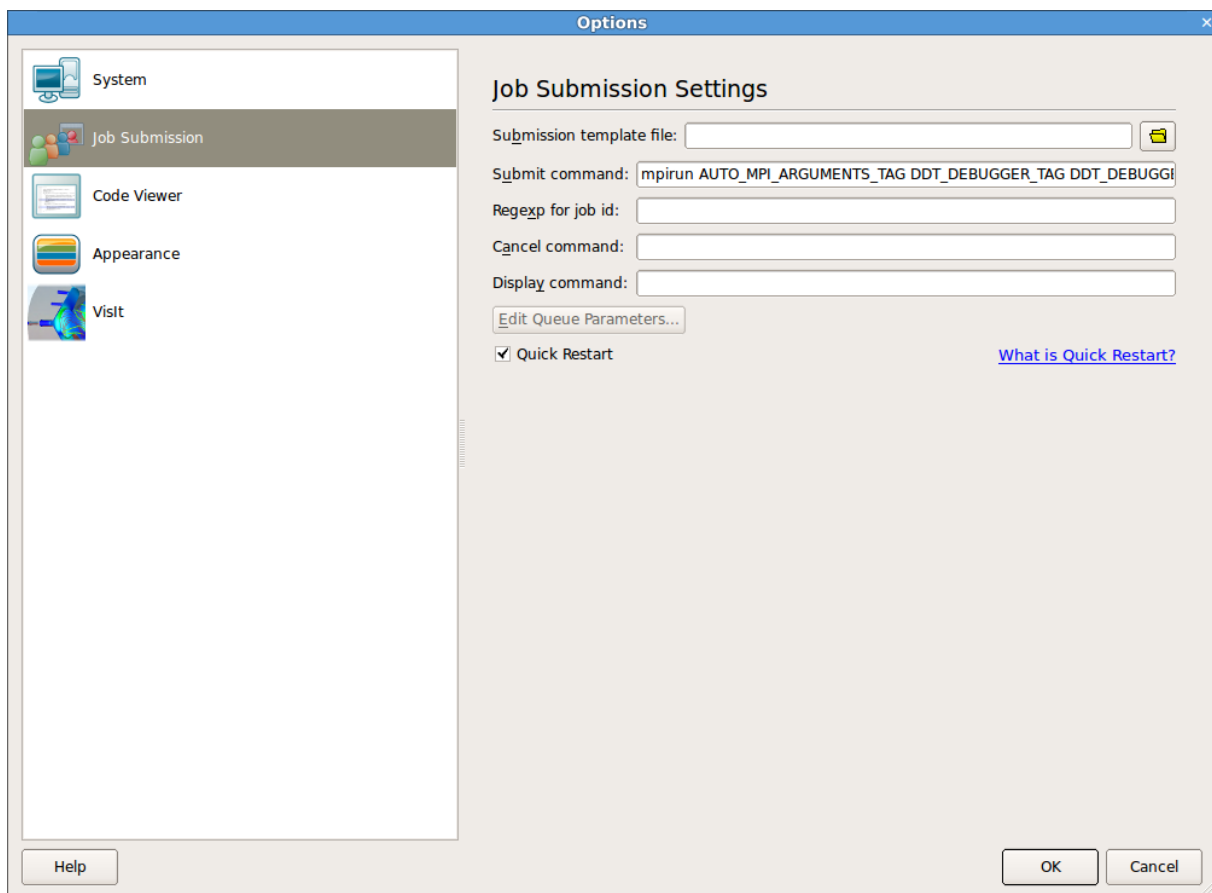 Options
System
Job Submission
Code Viewer
Appearance
VisIt
Job Submission Settings
Submission template file:
Submit command: mpirun AUTO_MPI_ARGUMENTS_TAG DDT_DEBUGGER_TAG DDT_DEBUGGE
Regexp for job id:
Cancel command:
Display command:
Edit Queue Parameters...
Quick Restart What is Quick Restart?
Help OK Cancel